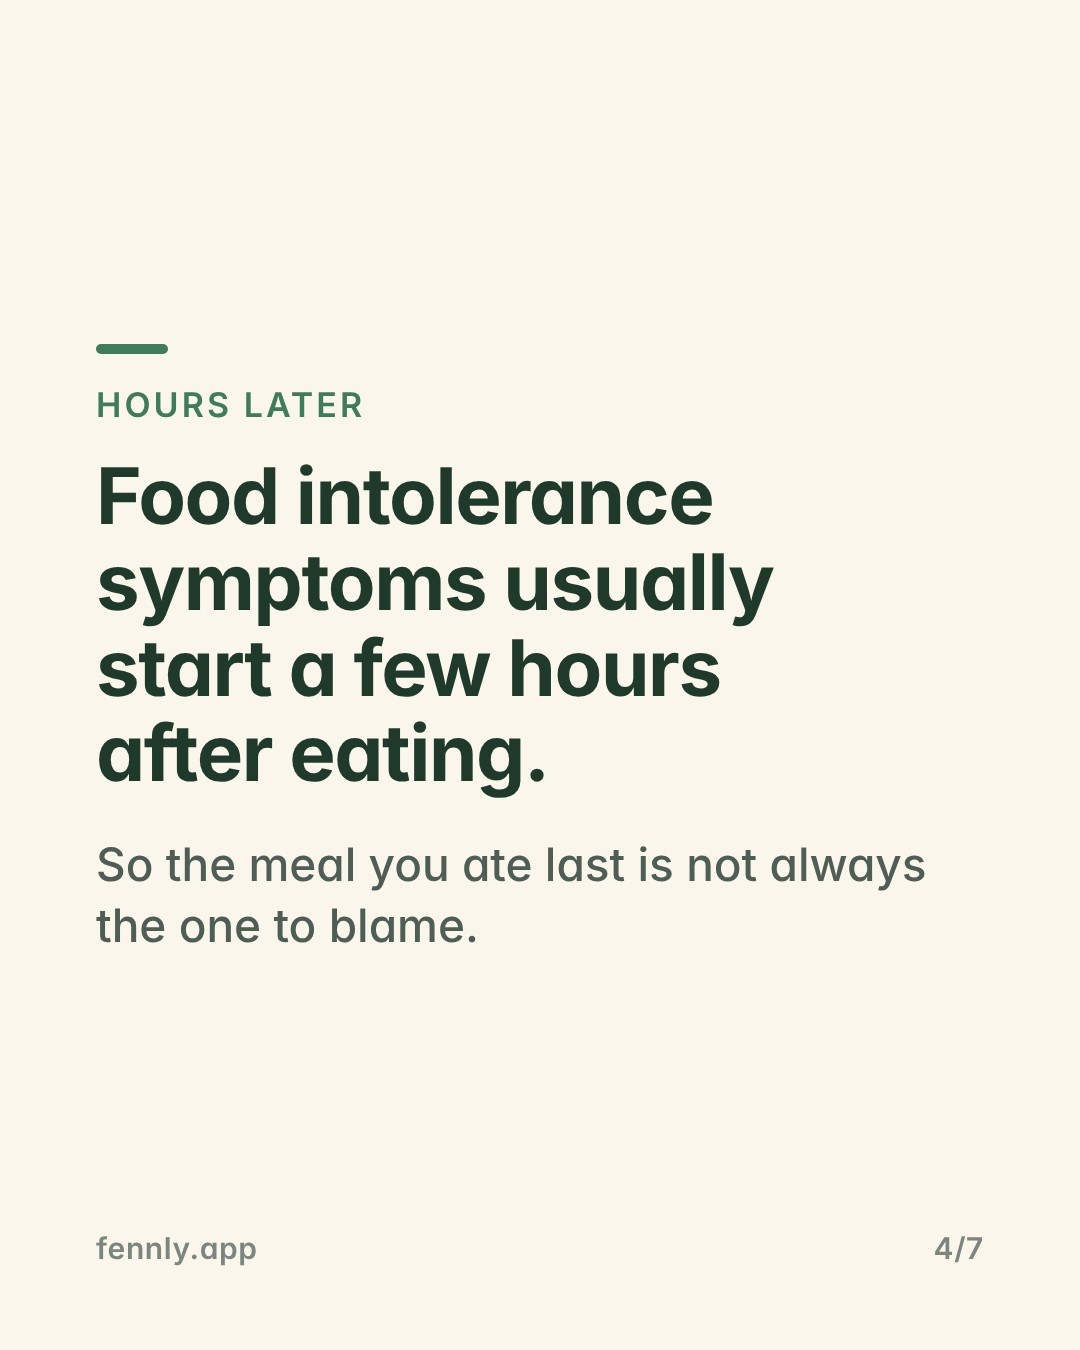 HOURS LATER
Food intolerance
symptoms usually
start a few hours
after eating.
So the meal you ate last is not always
the one to blame.
fennly.app
4/7